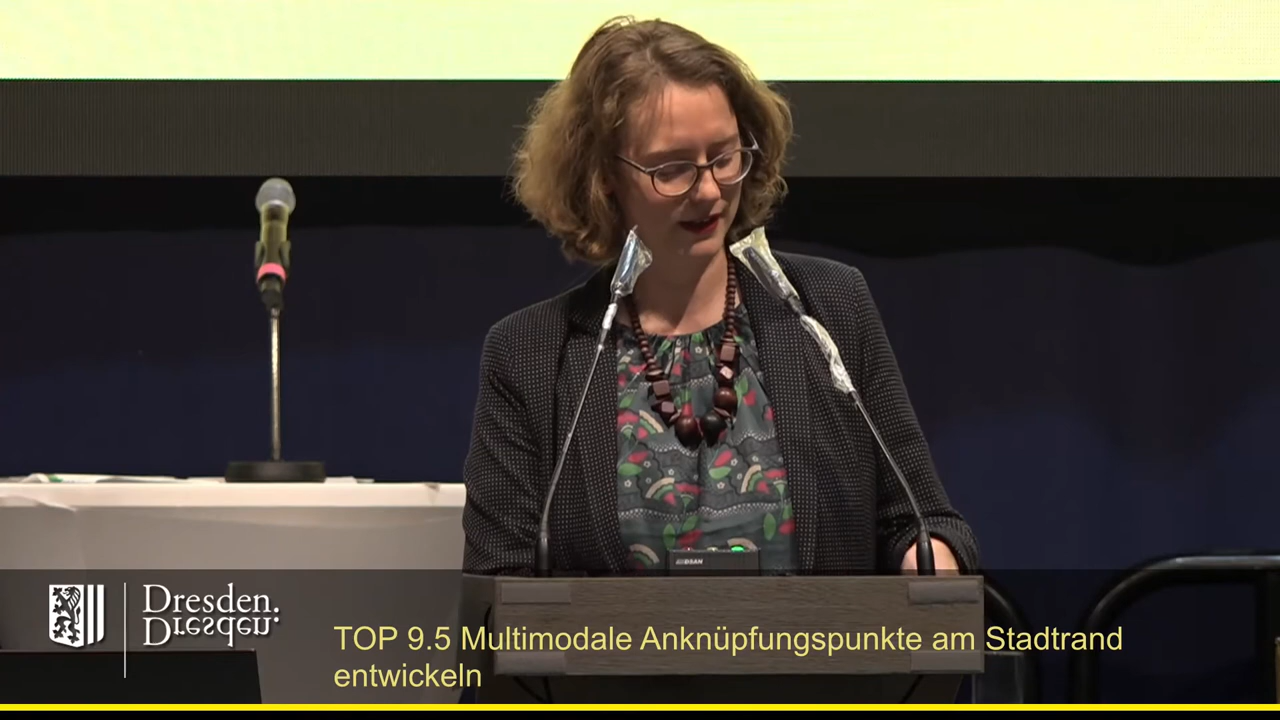 Dresden.
Dresden.
TOP 9.5 Multimodale Anknüpfungspunkte am Stadtrand
entwickeln